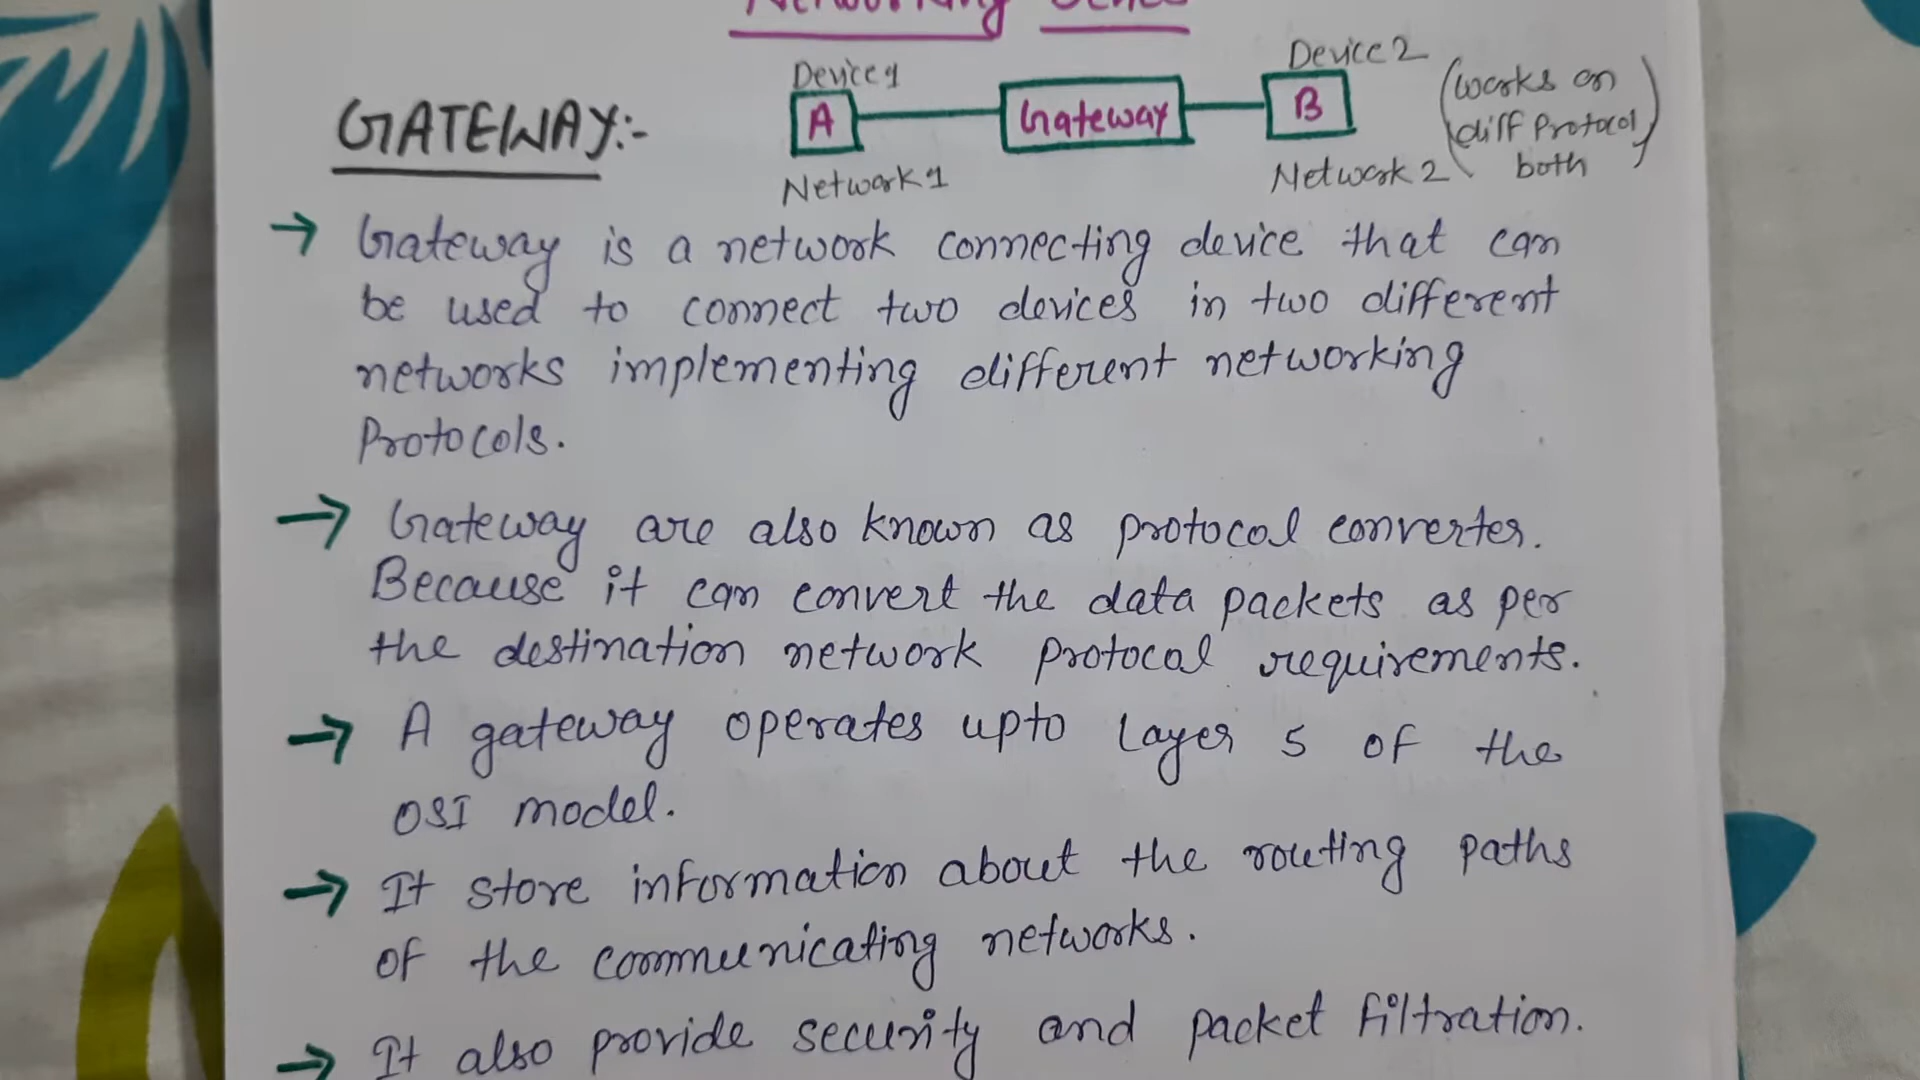 Networking Device
Device 1
Device 2
GATEWAY:-
A
Gateway
B
(works on
diff Protocol
both)
Network 1
Network 2
→ Gateway is a network connecting device that can
be used to connect two devices in two different
networks implementing different networking
Protocols.
→ Gateway are also known as protocol converter.
Because it can convert the data packets as per
the destination network protocol requirements.
→ A gateway operates upto Layer 5 of the
OSI model.
→ It store information about the routing paths
of the communicating networks.
→ It also provide security and packet filtration.